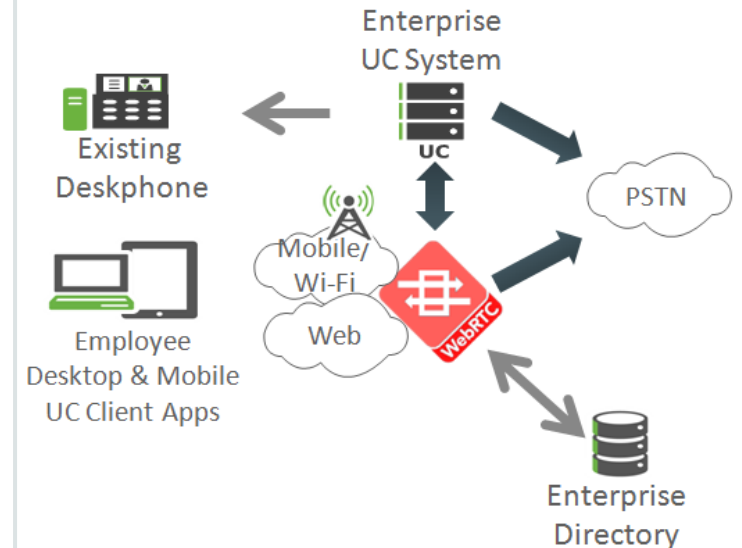 Enterprise
UC System
UC
Existing
Deskphone
PSTN
Mobile/
Wi-Fi
Web
WebRTC
Employee
Desktop & Mobile
UC Client Apps
Enterprise
Directory